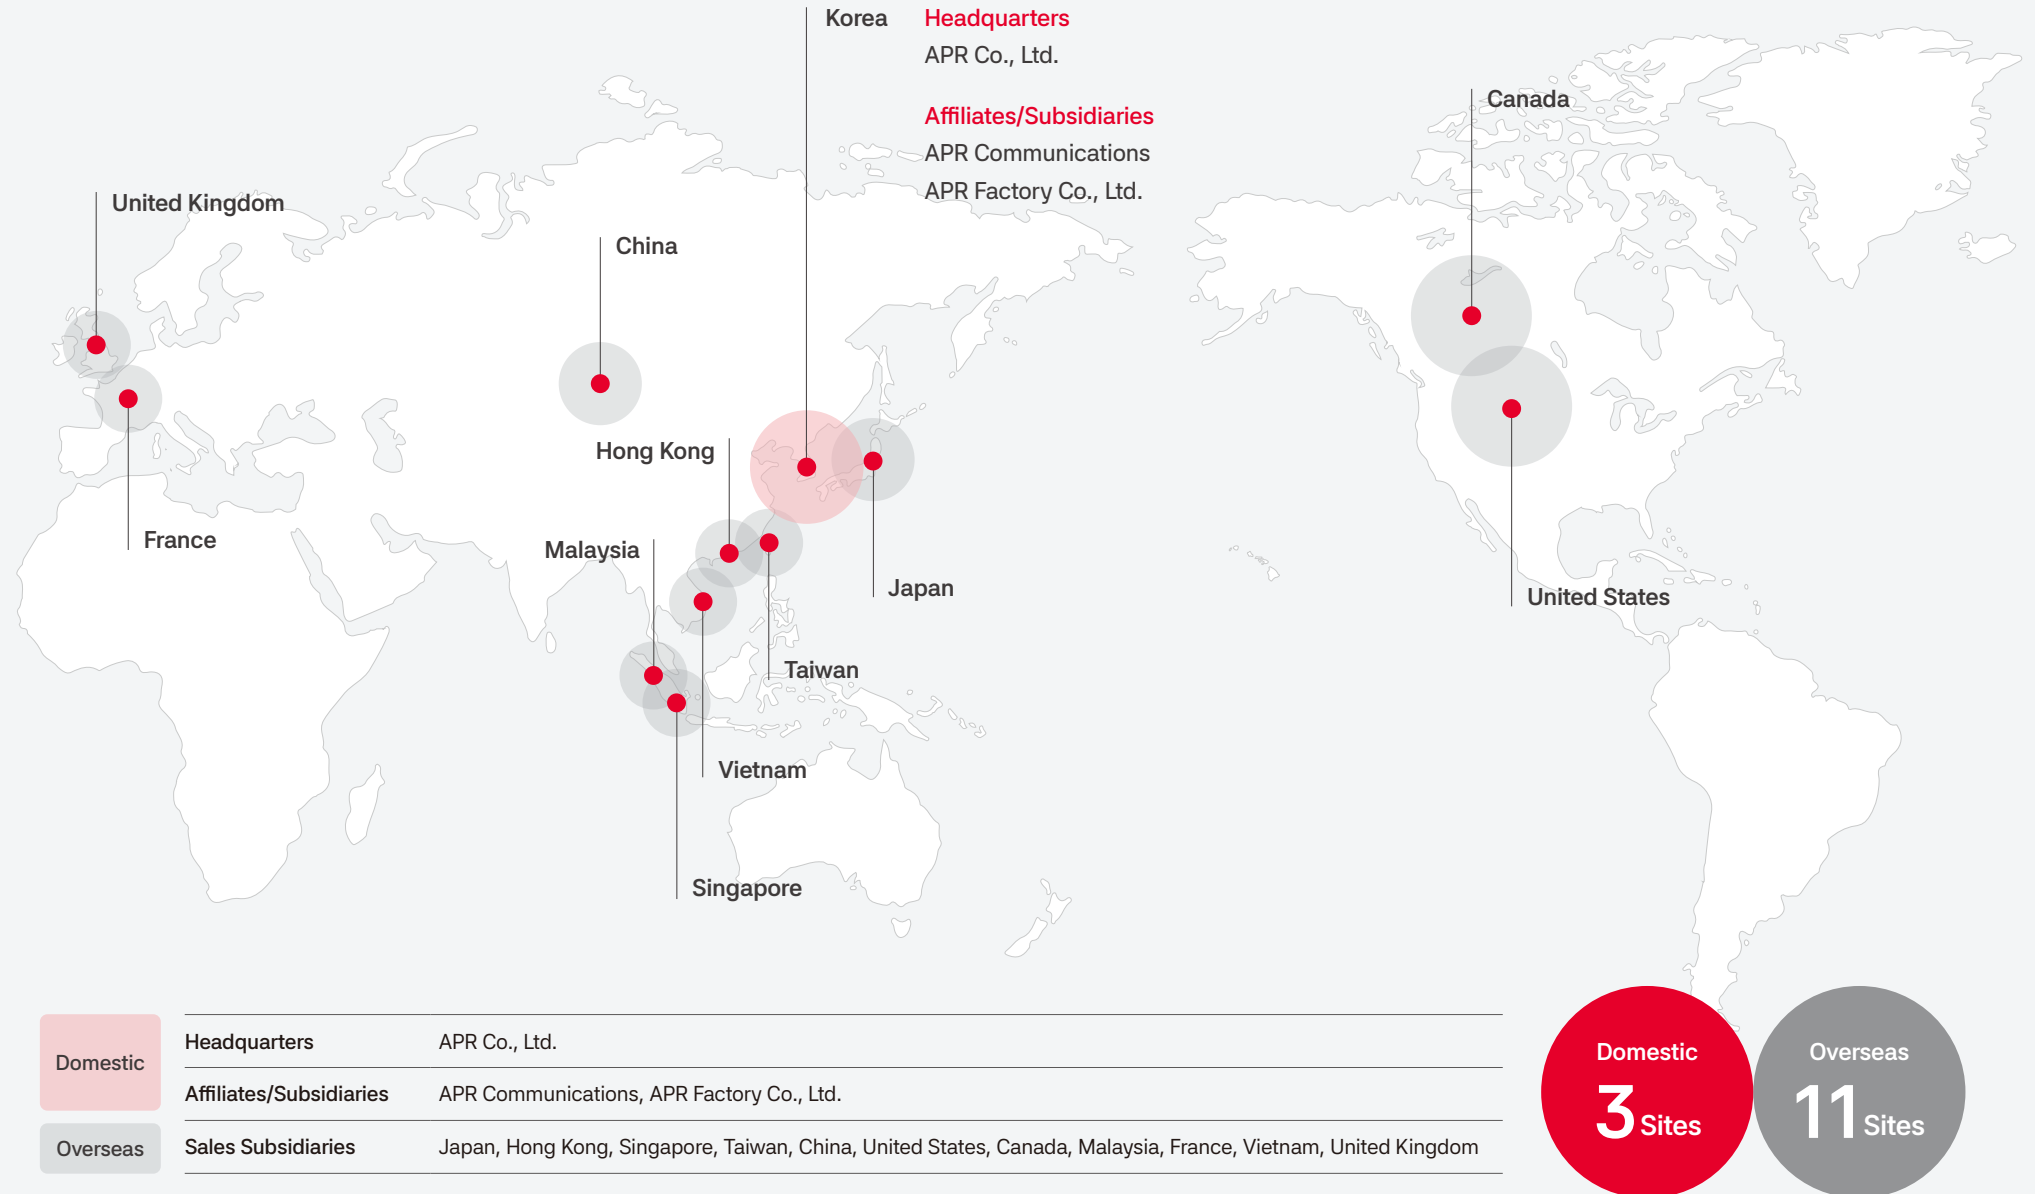 Korea
Headquarters
APR Co., Ltd.
Affiliates/Subsidiaries
APR Communications
APR Factory Co., Ltd.
Canada
United Kingdom
China
Hong Kong
France
Malaysia
Japan
United States
Taiwan
Vietnam
Singapore
Domestic
Headquarters APR Co., Ltd.
Affiliates/Subsidiaries APR Communications, APR Factory Co., Ltd.
Overseas
Sales Subsidiaries Japan, Hong Kong, Singapore, Taiwan, China, United States, Canada, Malaysia, France, Vietnam, United Kingdom
Domestic
3 Sites
Overseas
11 Sites